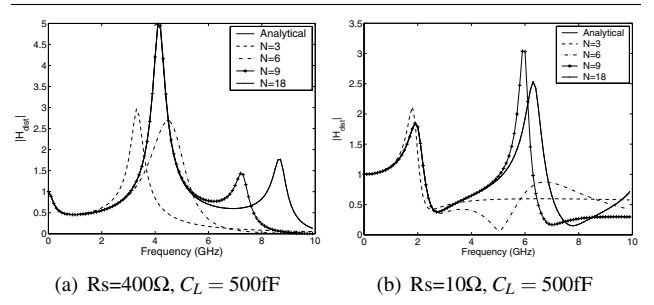 |H_dist|
5
4.5
4
3.5
3
2.5
2
1.5
1
0.5
0
0 2 4 6 8 10
Frequency (GHz)
Analytical
N=3
N=6
N=9
N=18
(a) Rs=400Ω, C_L = 500fF
|H_dist|
3.5
3
2.5
2
1.5
1
0.5
0
0 2 4 6 8 10
Frequency (GHz)
Analytical
N=3
N=6
N=9
N=18
(b) Rs=10Ω, C_L = 500fF